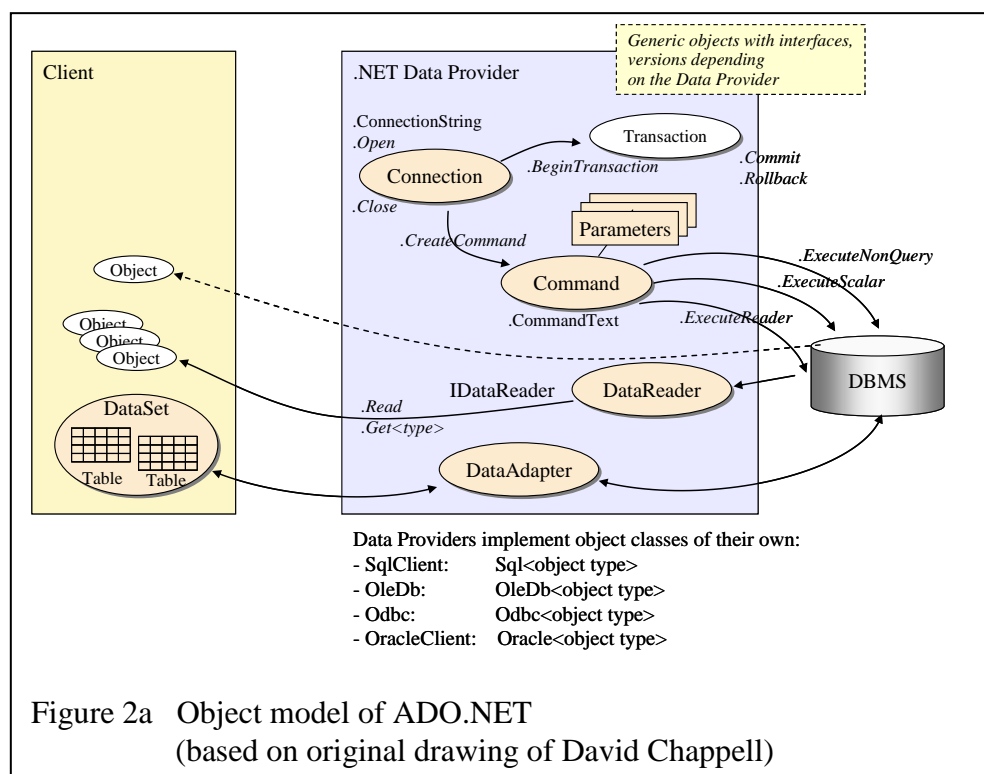 Generic objects with interfaces,
versions depending
on the Data Provider
Client
.NET Data Provider
.ConnectionString
.Open
Transaction
.BeginTransaction
.Commit
.Rollback
Connection
.Close
.CreateCommand
Parameters
Object
Command
.ExecuteNonQuery
.ExecuteScalar
.CommandText
.ExecuteReader
Object
Object
Object
DBMS
IDataReader
DataReader
DataSet
.Read
.Get<type>
Table
Table
DataAdapter
Data Providers implement object classes of their own:
- SqlClient: Sql<object type>
- OleDb: OleDb<object type>
- Odbc: Odbc<object type>
- OracleClient: Oracle<object type>
Figure 2a Object model of ADO.NET
(based on original drawing of David Chappell)